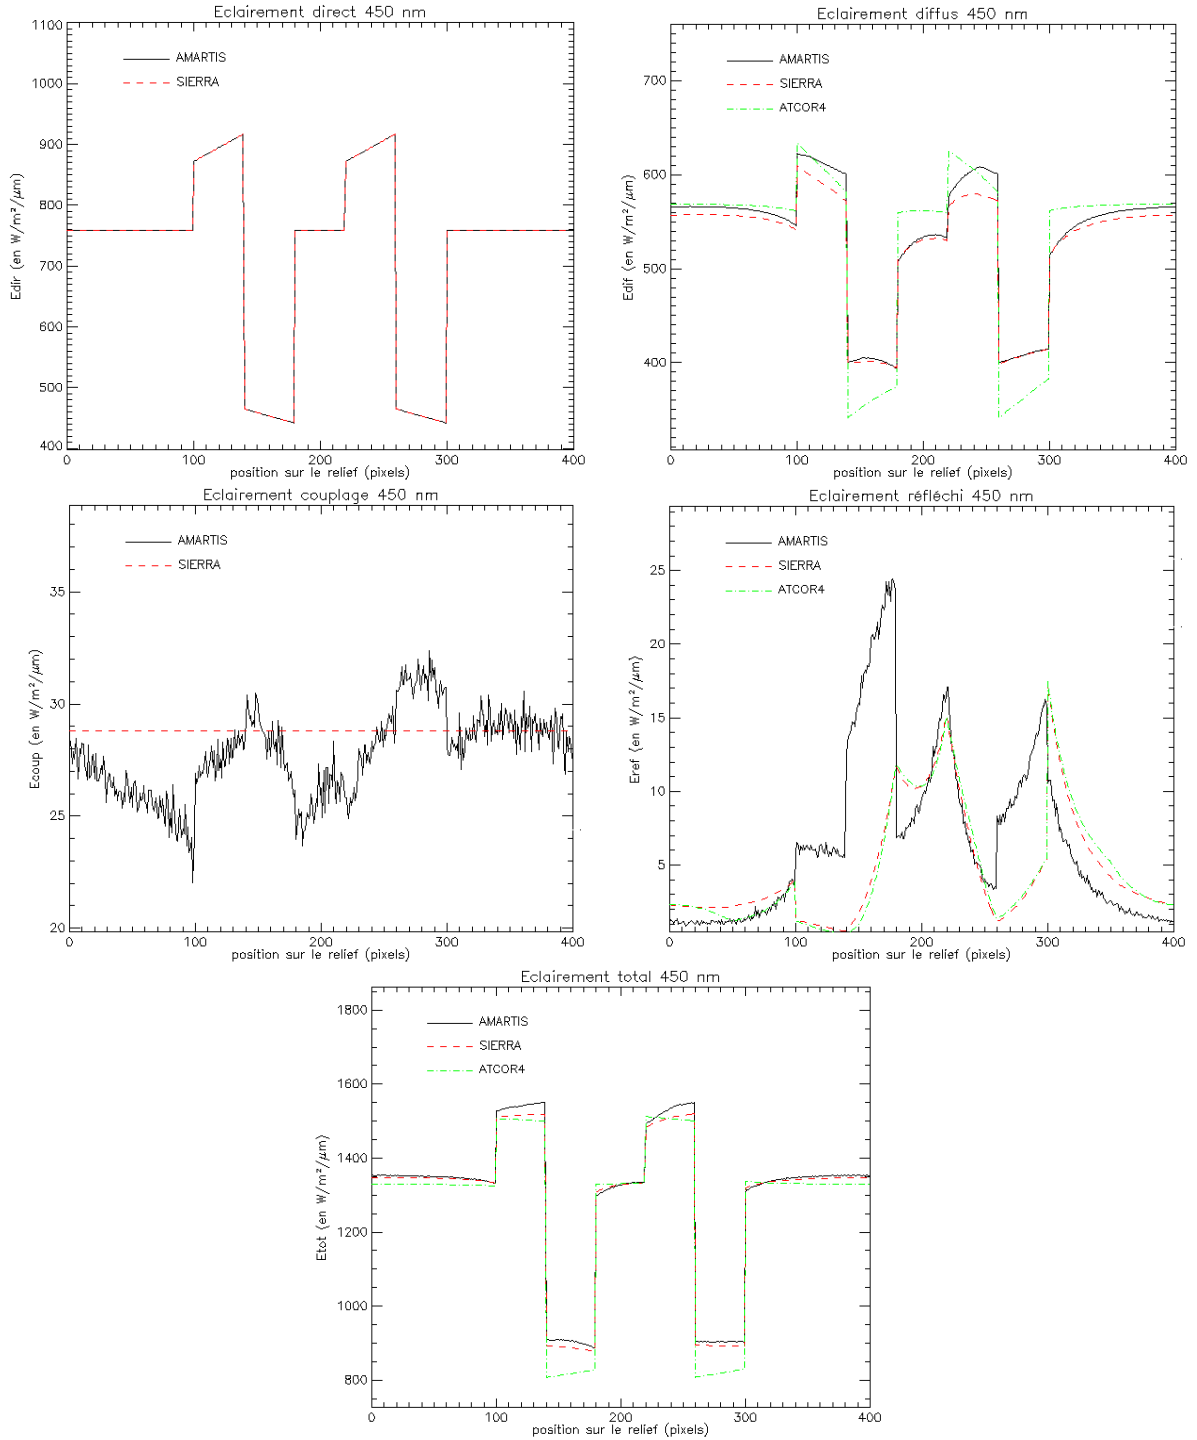 Eclairement direct 450 nm
AMARTIS
SIERRA
Edir (en W/m²/μm)
1100
1000
900
800
700
600
500
400
0 100 200 300 400
position sur le relief (pixels)
Eclairement diffus 450 nm
AMARTIS
SIERRA
ATCOR4
Edif (en W/m²/μm)
700
600
500
400
0 100 200 300 400
position sur le relief (pixels)
Eclairement couplage 450 nm
AMARTIS
SIERRA
Ecoup (en W/m²/μm)
35
30
25
20
0 100 200 300 400
position sur le relief (pixels)
Eclairement réfléchi 450 nm
AMARTIS
SIERRA
ATCOR4
Eref (en W/m²/μm)
25
20
15
10
5
0 100 200 300 400
position sur le relief (pixels)
Eclairement total 450 nm
AMARTIS
SIERRA
ATCOR4
Etot (en W/m²/μm)
1800
1600
1400
1200
1000
800
0 100 200 300 400
position sur le relief (pixels)